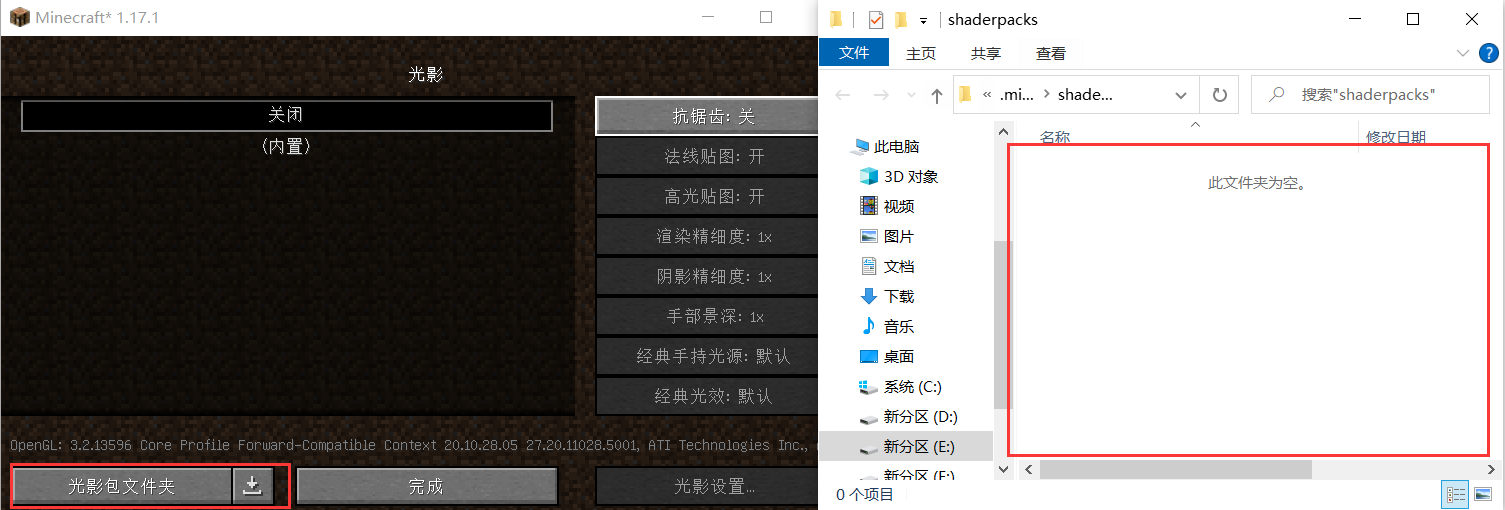 Minecraft* 1.17.1
光影
关闭
(内置)
抗锯齿: 关
法线贴图: 开
高光贴图: 开
渲染精细度: 1x
阴影精细度: 1x
手部景深: 1x
经典手持光源: 默认
经典光效: 默认
OpenGL: 3.2.13596 Core Profile Forward-Compatible Context 20.10.28.05 27.20.11028.5001, ATI Technologies Inc.,
光影包文件夹
完成
光影设置...
shaderpacks
文件 主页 共享 查看
« .mi... › shade...
搜索"shaderpacks"
名称 修改日期
此文件夹为空。
此电脑
3D 对象
视频
图片
文档
下载
音乐
桌面
系统 (C:)
新分区 (D:)
新分区 (E:)
新分区 (F:)
0 个项目